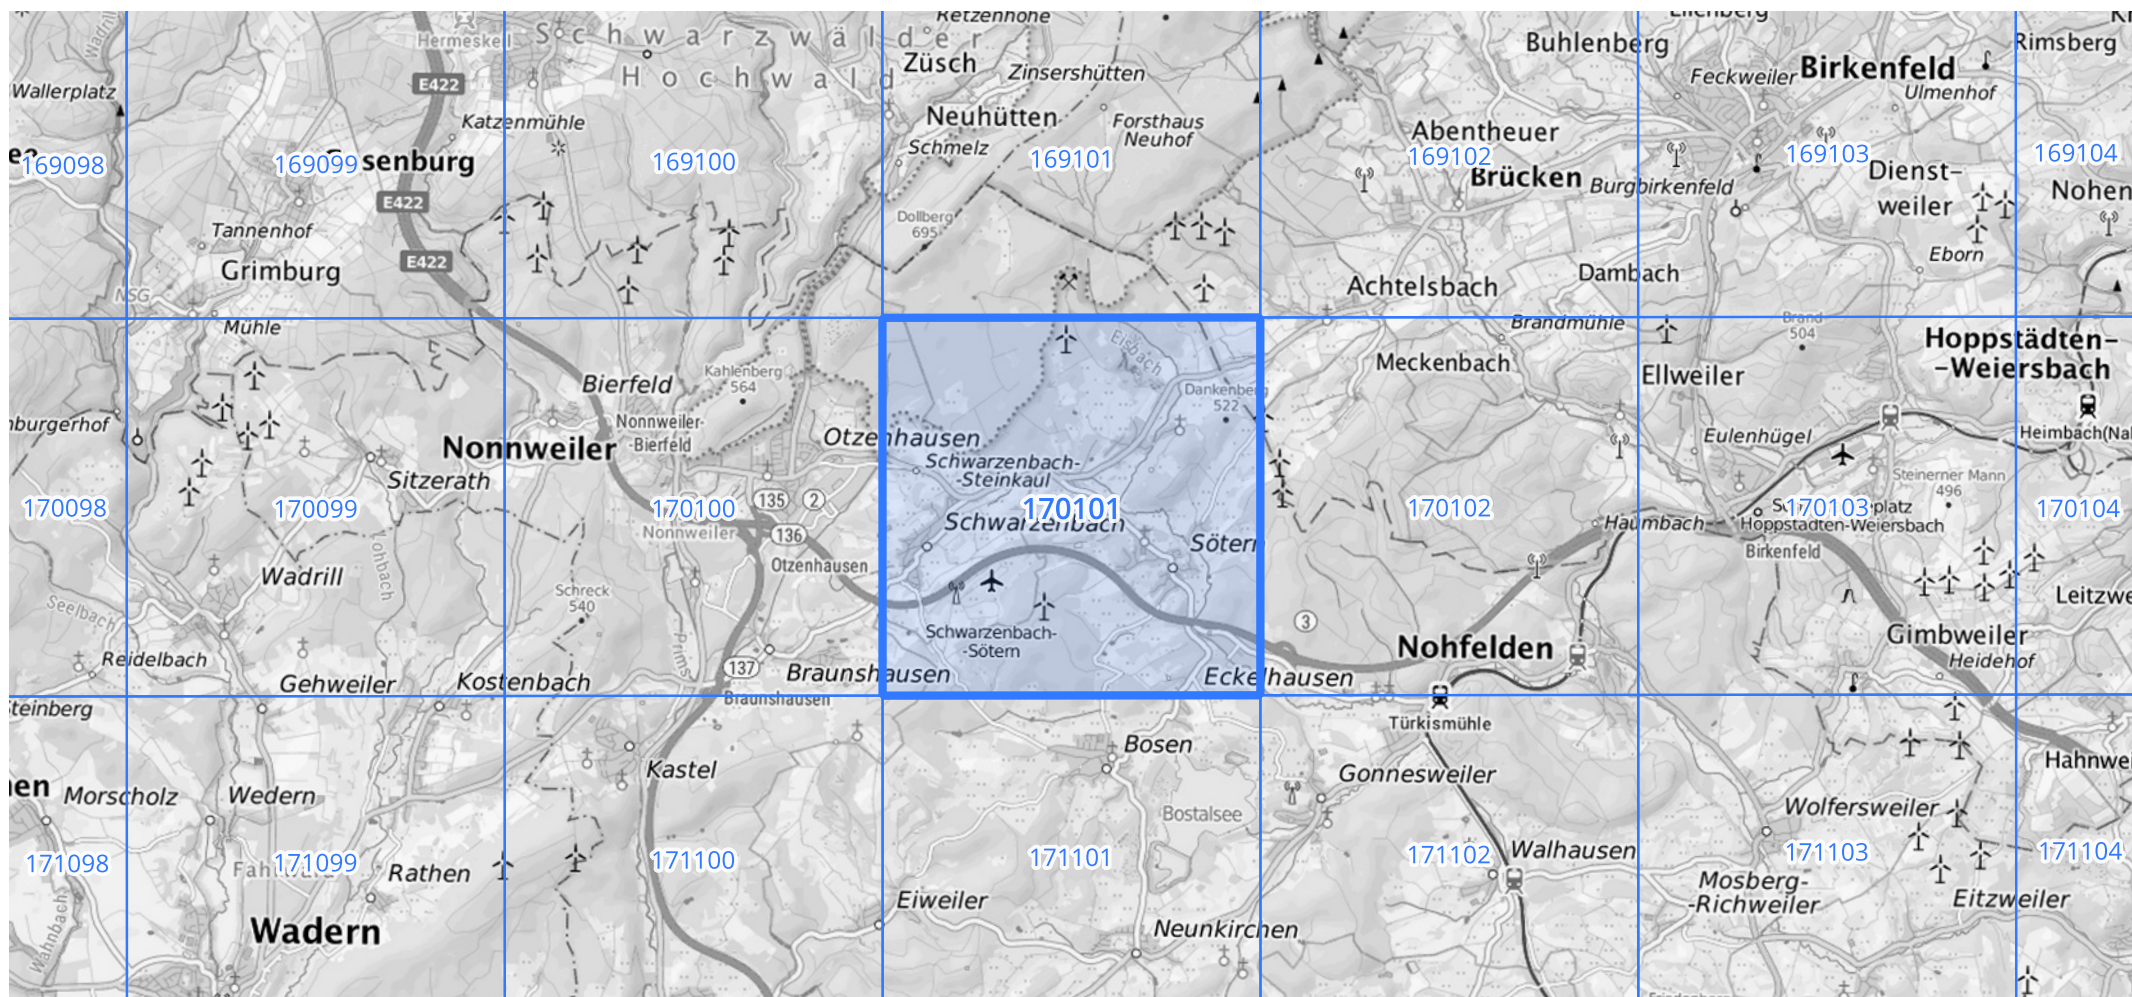 Retzenhöhe
Hermeskeil
Schwarzwälder
Hochwald
Züsch
Zinsershütten
Buhlenberg
Rimsberg
Feckweiler
Birkenfeld
Ulmenhof
Wallerplatz
E422
Katzenmühle
Neuhütten
Forsthaus
Neuhof
Schmelz
Abentheuer
169098
169099
senburg
169100
169101
169102
169103
169104
Brücken
Burgbirkenfeld
Dienst-
weiler
Nohen
E422
Tannenhof
Dollberg
695
E422
Grimburg
Eborn
Dambach
Achtelsbach
NSG
Mühle
Brandmühle
Brand
504
Eisbach
Hoppstädten-
-Weiersbach
Meckenbach
Ellweiler
Bierfeld
Kahlenberg
564
Dankenberg
522
nburgerhof
Nonnweiler-
-Bierfeld
Nonnweiler
Otzenhausen
Eulenhügel
Heimbach(Na
Sitzerath
Schwarzenbach-
-Steinkaul
Steinerner Mann
496
135
2
170098
170099
170100
170101
170102
170103
170104
Schwarzenbach
platz
Hoppstädten-Weiersbach
Haumbach
Nonnweiler
136
Sötern
Birkenfeld
Otzenhausen
Lohbach
Wadrill
Schreck
540
Seelbach
Leitzwe
3
Schwarzenbach-
-Sötern
Gimbweiler
Nohfelden
Heidehof
Prims
Reidelbach
137
Braunshausen
Eckelhausen
Gehweiler
Kostenbach
Braunshausen
Steinberg
Türkismühle
Bosen
Hahnwei
Kastel
Gonnesweiler
Morscholz
Wedern
Bostalsee
Wolfersweiler
171098
171099
171100
171101
171102
171103
171104
Walhausen
Rathen
Mosberg-
-Richweiler
Eiweiler
Eitzweiler
Wadern
Wahnbach
Neunkirchen